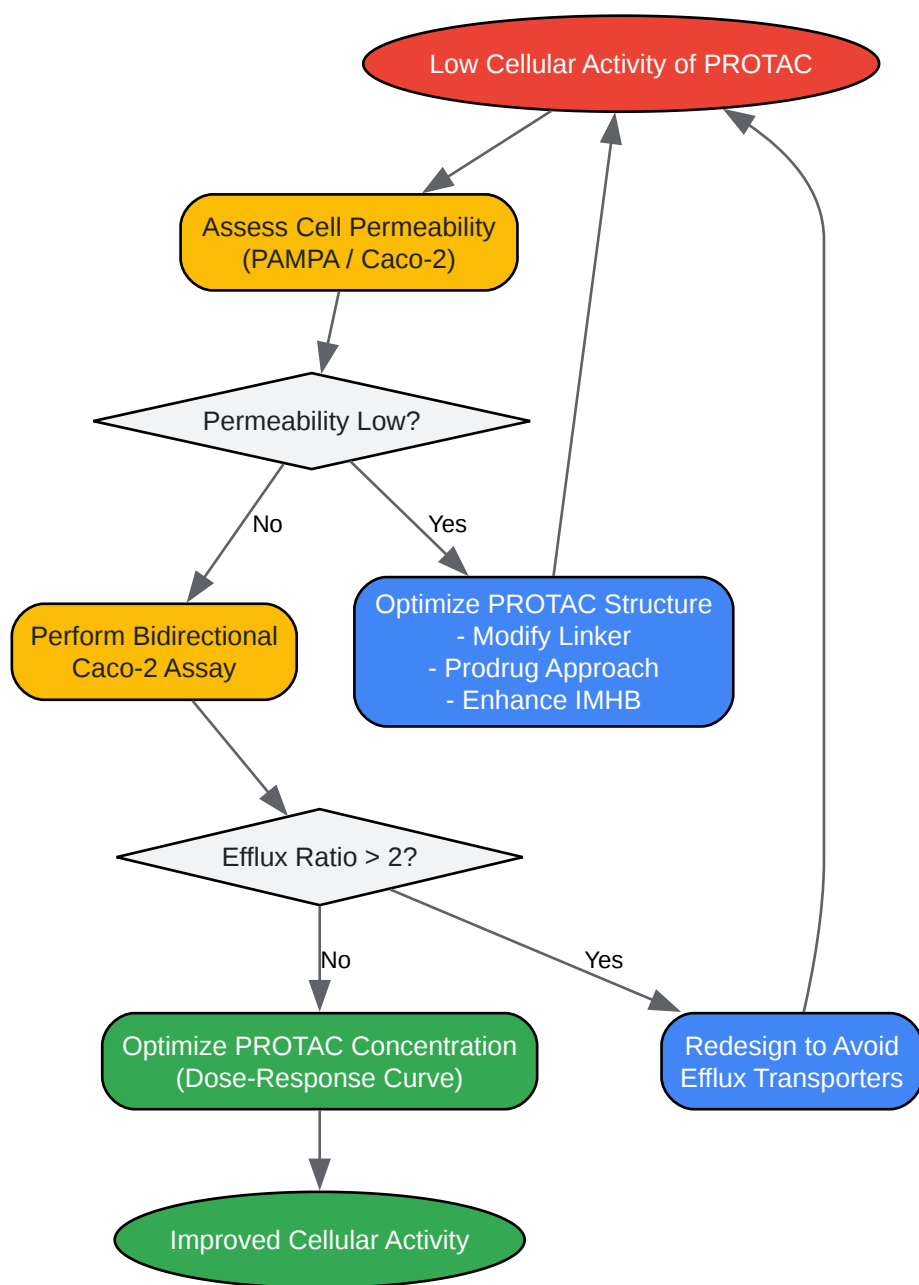 Low Cellular Activity of PROTAC
Assess Cell Permeability
(PAMPA / Caco-2)
Permeability Low?
No
Yes
Perform Bidirectional
Caco-2 Assay
Optimize PROTAC Structure
- Modify Linker
- Prodrug Approach
- Enhance IMHB
Efflux Ratio > 2?
No
Yes
Optimize PROTAC Concentration
(Dose-Response Curve)
Redesign to Avoid
Efflux Transporters
Improved Cellular Activity